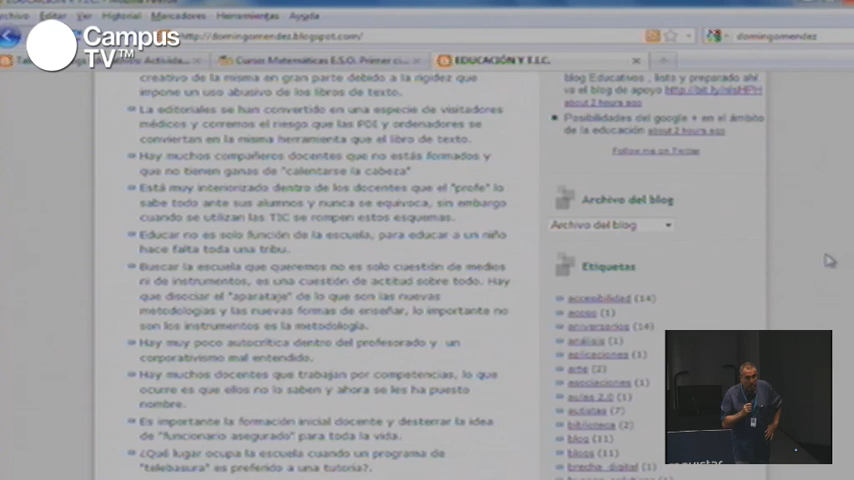 Archivo Editar Ver Historial Marcadores Herramientas Ayuda
http://domingomendez.blogspot.com/
domingomendez
Campus
TV™
Cursos Matemáticas E.S.O. Primer ci...
EDUCACIÓN Y T.I.C.
creativo de la misma en gran parte debido a la rigidez que
impone un uso abusivo de los libros de texto.
La editoriales se han convertido en una especie de visitadores
médicos y corremos el riesgo que las PDI y ordenadores se
conviertan en la misma herramienta que el libro de texto.
Hay muchos compañeros docentes que no estás formados y
que no tienen ganas de "calentarse la cabeza"
Está muy interiorizado dentro de los docentes que el "profe" lo
sabe todo ante sus alumnos y nunca se equivoca, sin embargo
cuando se utilizan las TIC se rompen estos esquemas.
Educar no es solo función de la escuela, para educar a un niño
hace falta toda una tribu.
Buscar la escuela que queremos no es solo cuestión de medios
ni de instrumentos, es una cuestión de actitud sobre todo. Hay
que disociar el "aparataje" de lo que son las nuevas
metodologías y las nuevas formas de enseñar, lo importante no
son los instrumentos es la metodología.
Hay muy poco autocrítica dentro del profesorado y un
corporativismo mal entendido.
Hay muchos docentes que trabajan por competencias, lo que
ocurre es que ellos no lo saben y ahora se les ha puesto
nombre.
Es importante la formación inicial docente y desterrar la idea
de "funcionario asegurado" para toda la vida.
¿Qué lugar ocupa la escuela cuando un programa de
"telebasura" es preferido a una tutoría?.
blog Educativos , listo y preparado ahí
va el blog de apoyo
about 2 hours ago
Posibilidades del google + en el ámbito
de la educación about 2 hours ago
Follow me on Twitter
Archivo del blog
Archivo del blog
Etiquetas
accesibilidad (14)
acoso (1)
aniversarios (14)
análisis (1)
aplicaciones (1)
arte (2)
asociaciones (1)
aulas 2.0 (1)
autistas (7)
biblioteca (2)
blog (11)
blogs (11)
brecha digital (1)